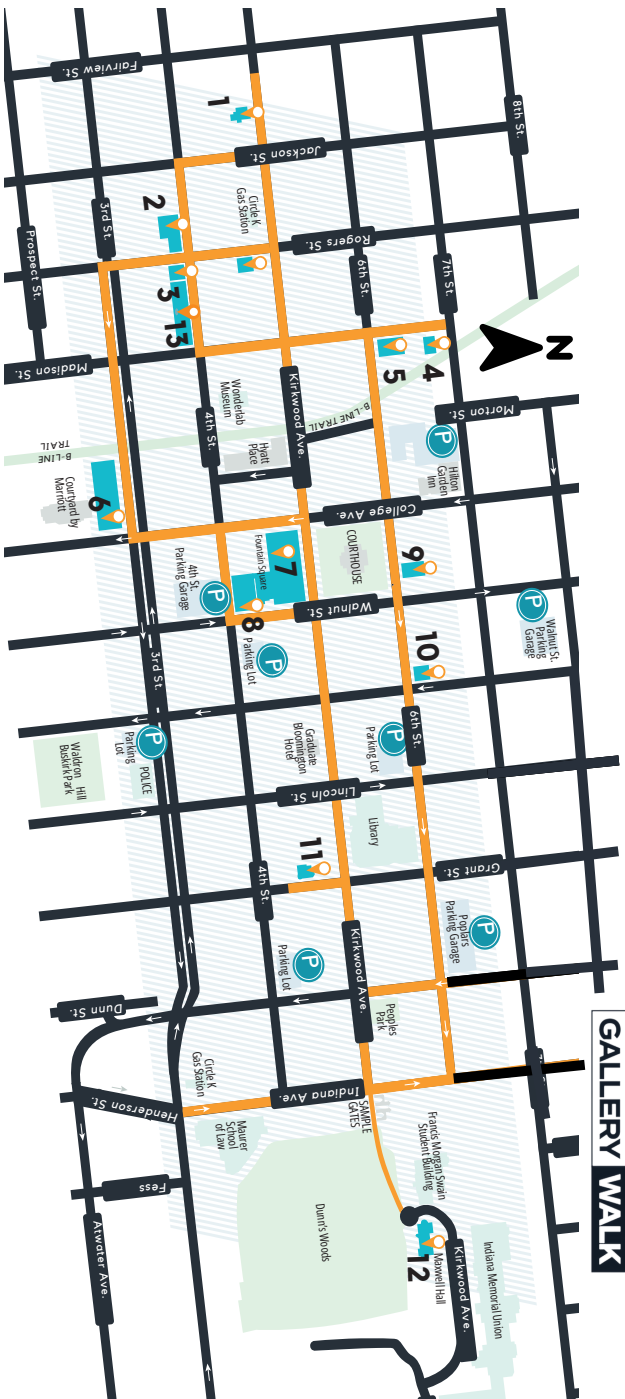 GALLERY WALK
N
8th St.
7th St.
6th St.
Fairview St.
Jackson St.
Rogers St.
Morton St.
B-LINE TRAIL
1
Circle K
Gas Station
2
3
13
4
5
3rd St.
Prospect St.
Madison St.
4th St.
Wonderlab
Museum
Kirkwood Ave.
Hyatt
Place
P
Hilton
Garden
Inn
College Ave.
B-LINE
TRAIL
6
Courtyard by
Marriott
COURTHOUSE
Fountain Square
7
8
9
Walnut St.
4th St.
Parking Garage
P
P
Parking Lot
P
Walnut St.
Parking
Garage
10
3rd St.
6th St.
Graduate
Bloomington
Hotel
P
Parking Lot
P
Parking
Lot
POLICE
Waldron Hill
Buskirk Park
Lincoln St.
Library
11
4th St.
Grant St.
P
Poplars
Parking Garage
P
Parking Lot
Kirkwood Ave.
Peoples
Park
Dunn St.
Circle K
Gas Station
Indiana Ave.
Henderson St.
SAMPLE
GATES
Maurer
School
of Law
Francis Morgan Swain
Student Building
Dunn's Woods
Fess
Atwater Ave.
12
Maxwell Hall
Kirkwood Ave.
Indiana Memorial Union